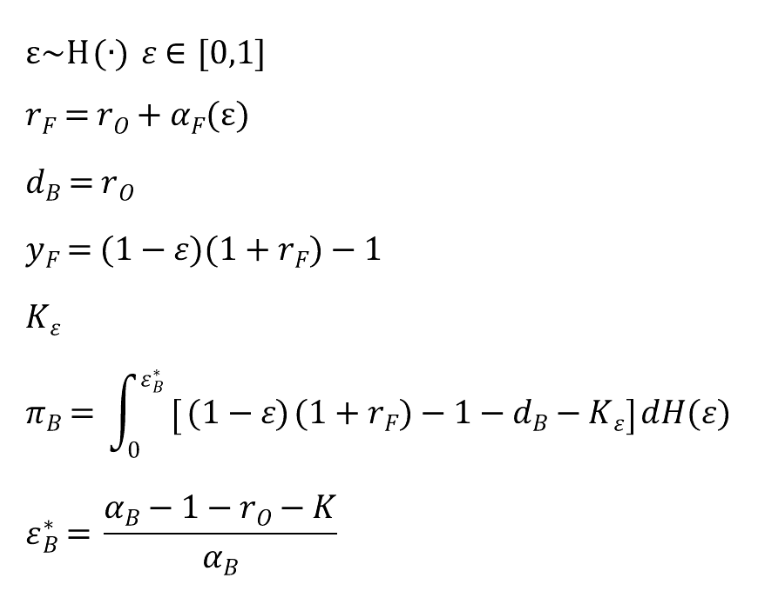 ε~H(·) ε ∈ [0,1]
r_F = r_O + α_F(ε)
d_B = r_O
y_F = (1 − ε)(1 + r_F) − 1
K_ε
π_B = ∫_0^{ε_B^*} [(1 − ε)(1 + r_F) − 1 − d_B − K_ε] dH(ε)
ε_B^* = \frac{α_B − 1 − r_O − K}{α_B}